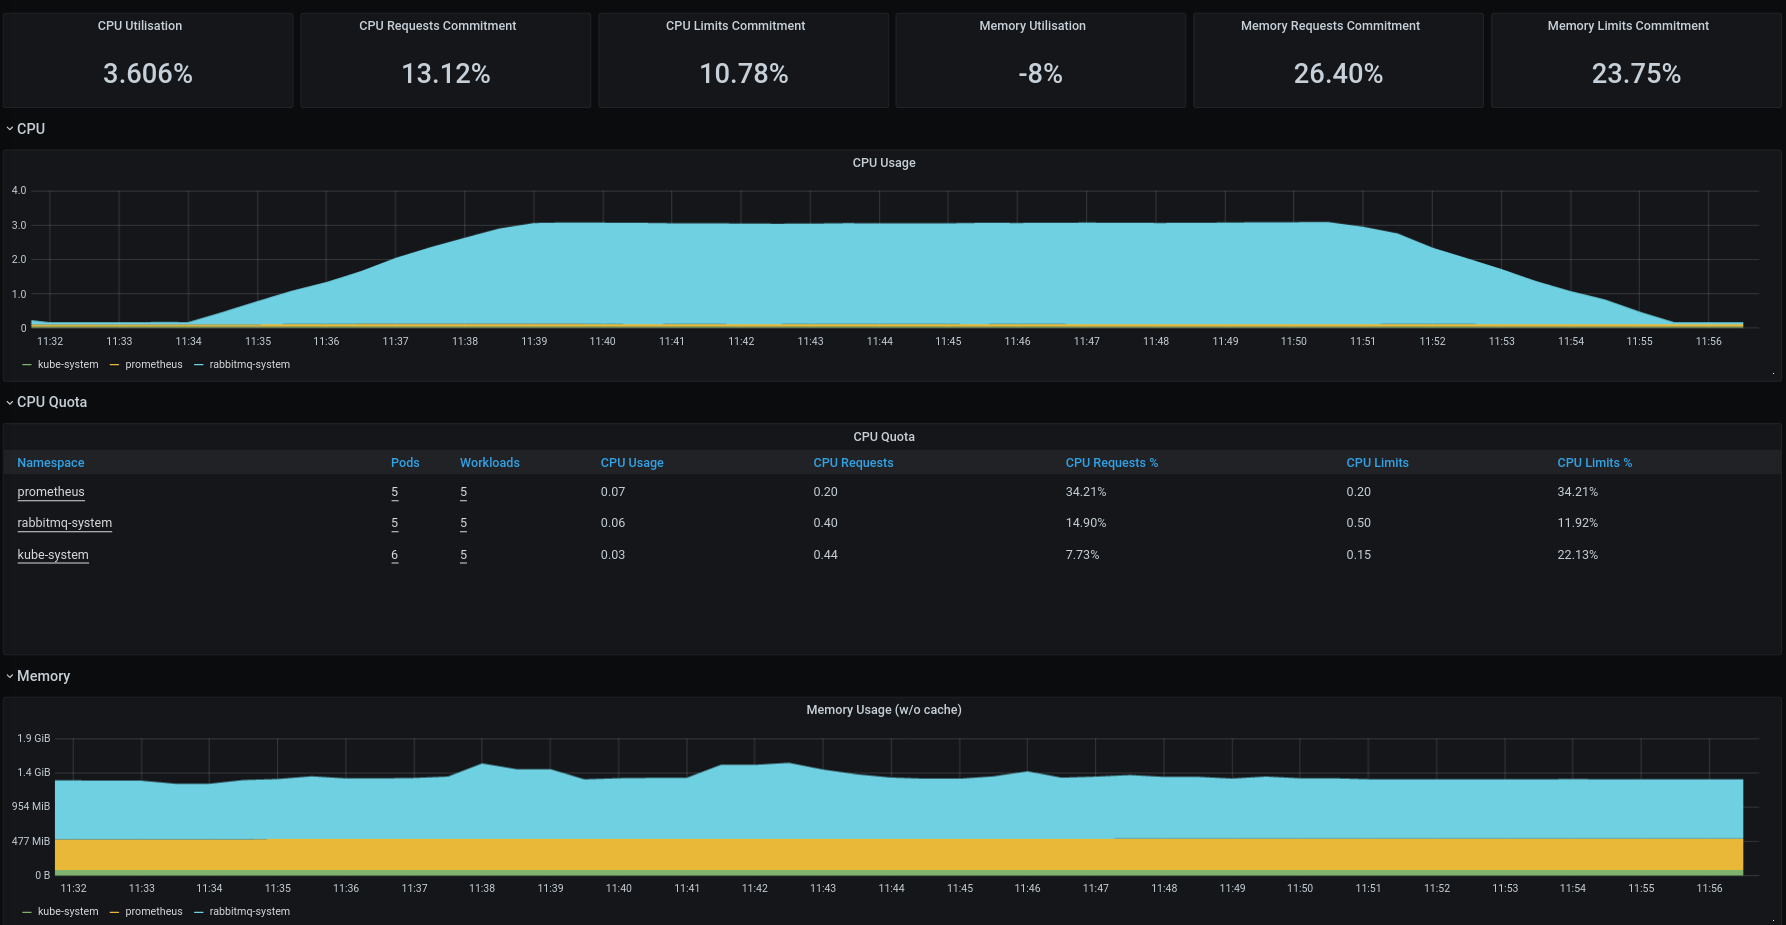 CPU Utilisation CPU Requests Commitment CPU Limits Commitment Memory Utilisation Memory Requests Commitment Memory Limits Commitment
3.606% 13.12% 10.78% -8% 26.40% 23.75%
CPU
CPU Usage
4.0
3.0
2.0
1.0
0
11:32 11:33 11:34 11:35 11:36 11:37 11:38 11:39 11:40 11:41 11:42 11:43 11:44 11:45 11:46 11:47 11:48 11:49 11:50 11:51 11:52 11:53 11:54 11:55 11:56
kube-system prometheus rabbitmq-system
CPU Quota
CPU Quota
Namespace Pods Workloads CPU Usage CPU Requests CPU Requests % CPU Limits CPU Limits %
prometheus 5 5 0.07 0.20 34.21% 0.20 34.21%
rabbitmq-system 5 5 0.06 0.40 14.90% 0.50 11.92%
kube-system 6 5 0.03 0.44 7.73% 0.15 22.13%
Memory
Memory Usage (w/o cache)
1.9 GiB
1.4 GiB
954 MiB
477 MiB
0 B
11:32 11:33 11:34 11:35 11:36 11:37 11:38 11:39 11:40 11:41 11:42 11:43 11:44 11:45 11:46 11:47 11:48 11:49 11:50 11:51 11:52 11:53 11:54 11:55 11:56
kube-system prometheus rabbitmq-system